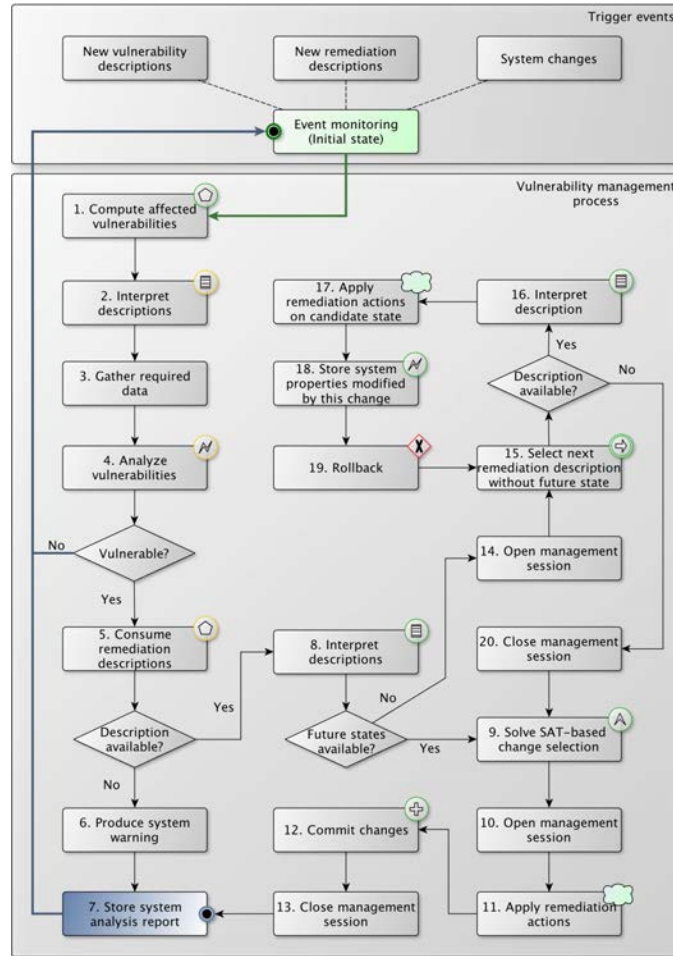 Trigger events
New vulnerability
descriptions
New remediation
descriptions
System changes
Event monitoring
(Initial state)
Vulnerability management
process
1. Compute affected
vulnerabilities
2. Interpret
descriptions
3. Gather required
data
4. Analyze
vulnerabilities
No
Vulnerable?
Yes
5. Consume
remediation
descriptions
Yes
Description
available?
No
6. Produce system
warning
7. Store system
analysis report
17. Apply
remediation actions
on candidate state
18. Store system
properties modified
by this change
19. Rollback
8. Interpret
descriptions
No
Future states
available?
Yes
12. Commit changes
13. Close management
session
16. Interpret
description
Yes
No
Description
available?
15. Select next
remediation description
without future state
14. Open management
session
20. Close management
session
9. Solve SAT-based
change selection
10. Open management
session
11. Apply remediation
actions